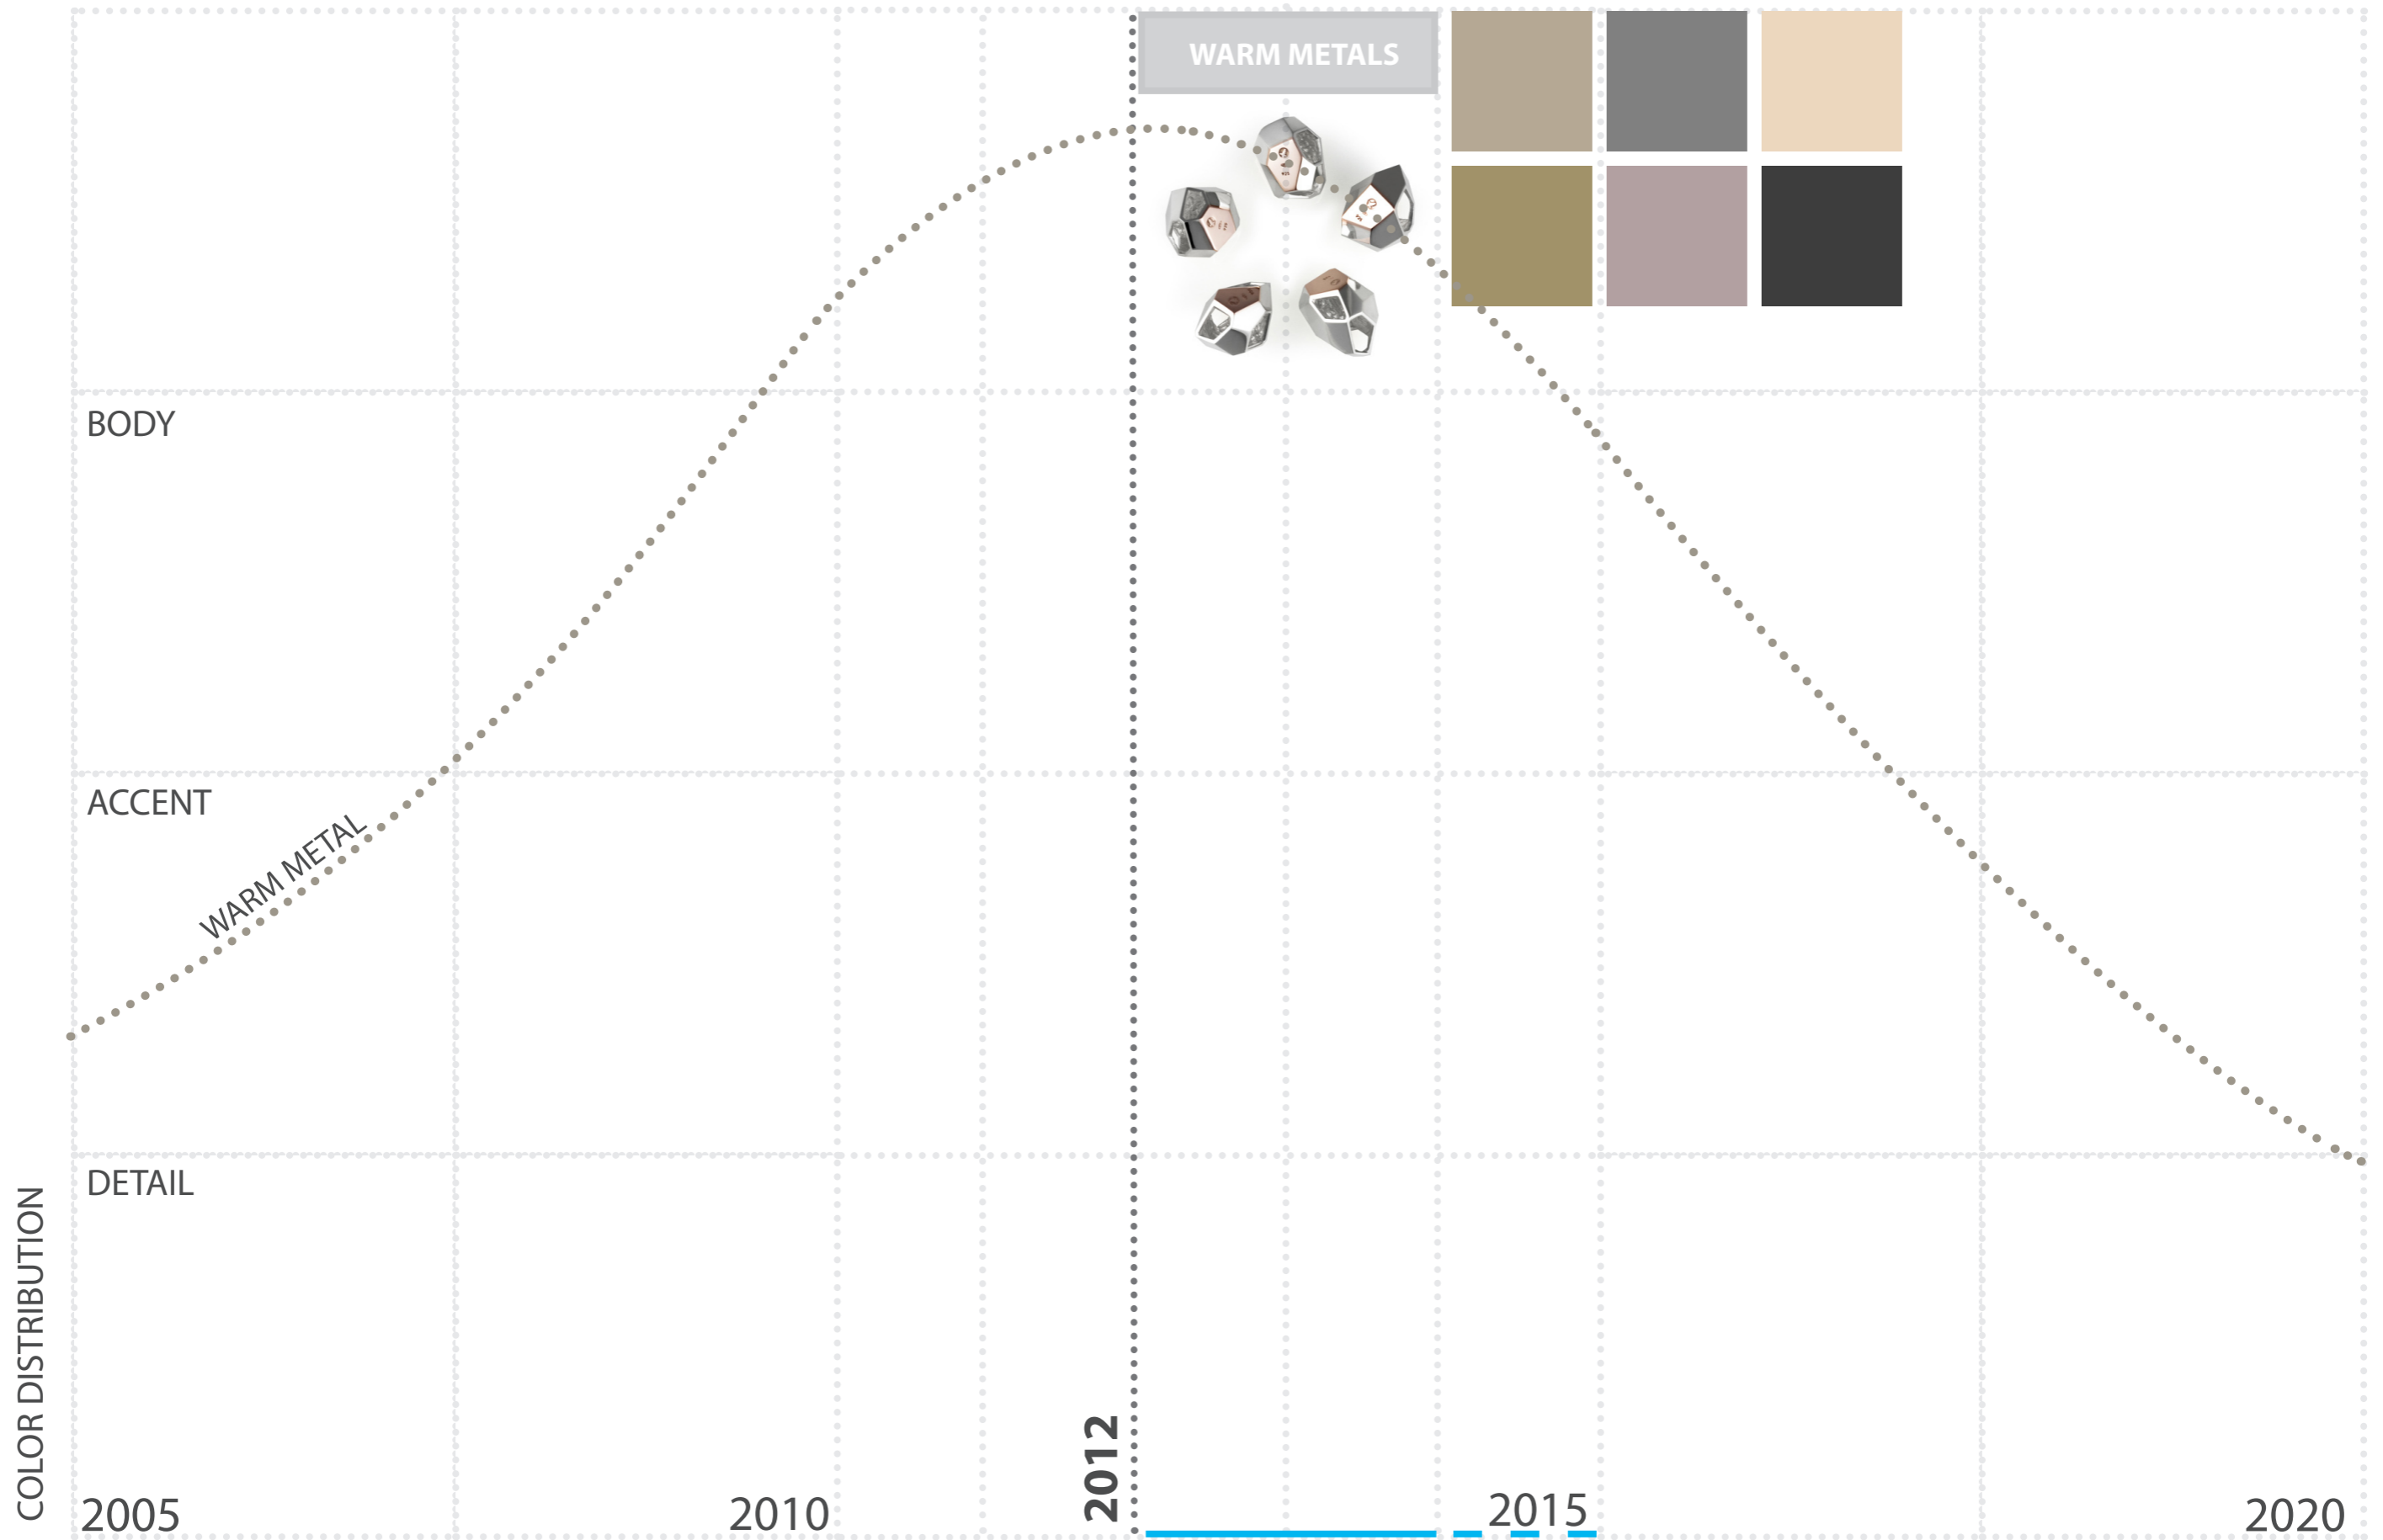 WARM METALS
BODY
ACCENT
WARM METAL
DETAIL
COLOR DISTRIBUTION
2005
2010
2012
2015
2020